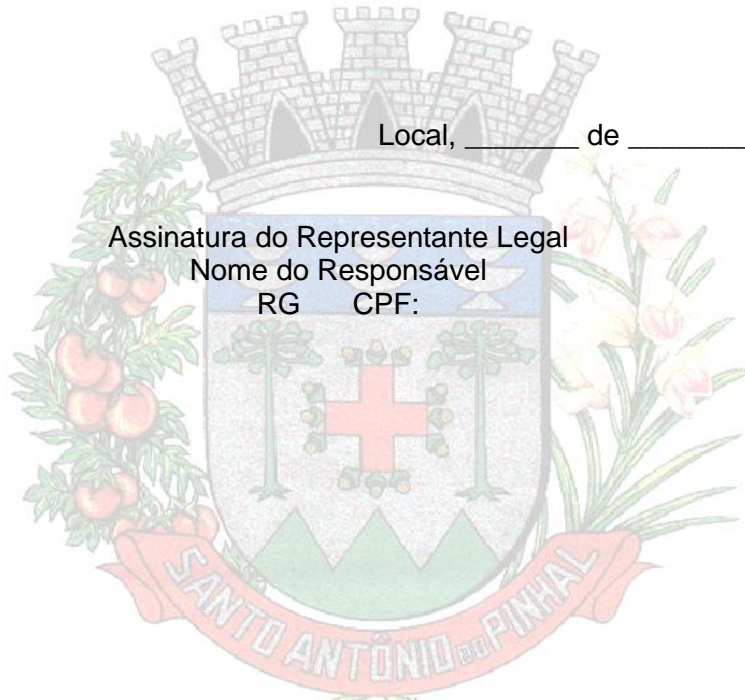 Local, _______ de _______
Assinatura do Representante Legal
Nome do Responsável
RG CPF:
SANTO ANTÔNIO DO PINHAL